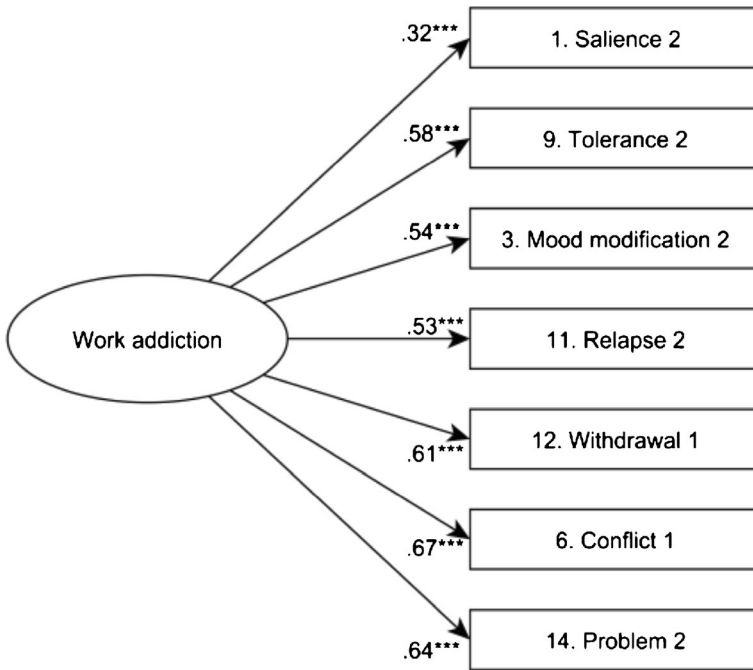 .32***
1. Salience 2
.58***
9. Tolerance 2
.54***
3. Mood modification 2
Work addiction
.53***
11. Relapse 2
.61***
12. Withdrawal 1
.67***
6. Conflict 1
.64***
14. Problem 2